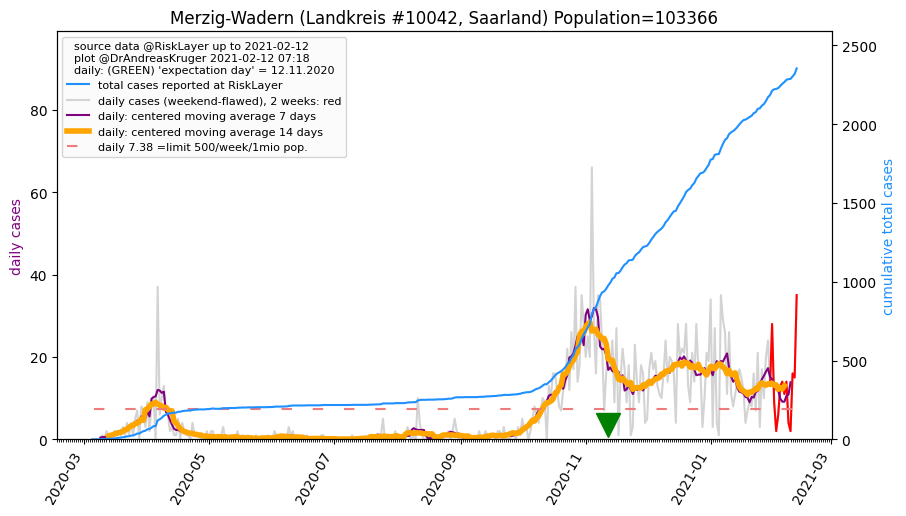 Merzig-Wadern (Landkreis #10042, Saarland) Population=103366
source data @RiskLayer up to 2021-02-12
plot @DrAndreasKruger 2021-02-12 07:18
daily: (GREEN) 'expectation day' = 12.11.2020
total cases reported at RiskLayer
daily cases (weekend-flawed), 2 weeks: red
daily: centered moving average 7 days
daily: centered moving average 14 days
daily 7.38 =limit 500/week/1mio pop.
daily cases
80
60
40
20
0
cumulative total cases
2500
2000
1500
1000
500
0
2020-03
2020-05
2020-07
2020-09
2020-11
2021-01
2021-03